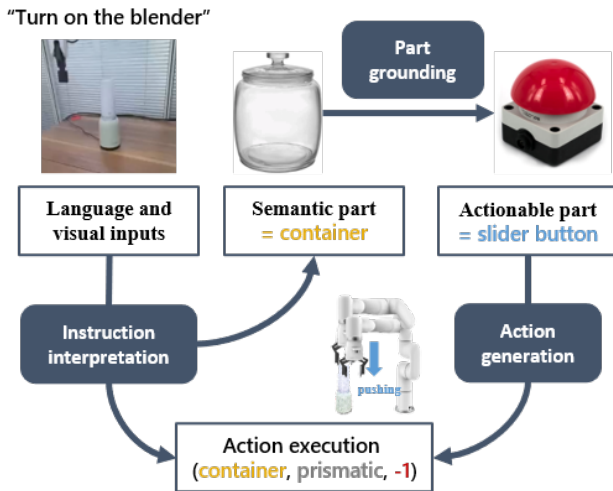 “Turn on the blender”
Part
grounding
Language and
visual inputs
Semantic part
= container
Actionable part
= slider button
Instruction
interpretation
pushing
Action
generation
Action execution
(container, prismatic, -1)